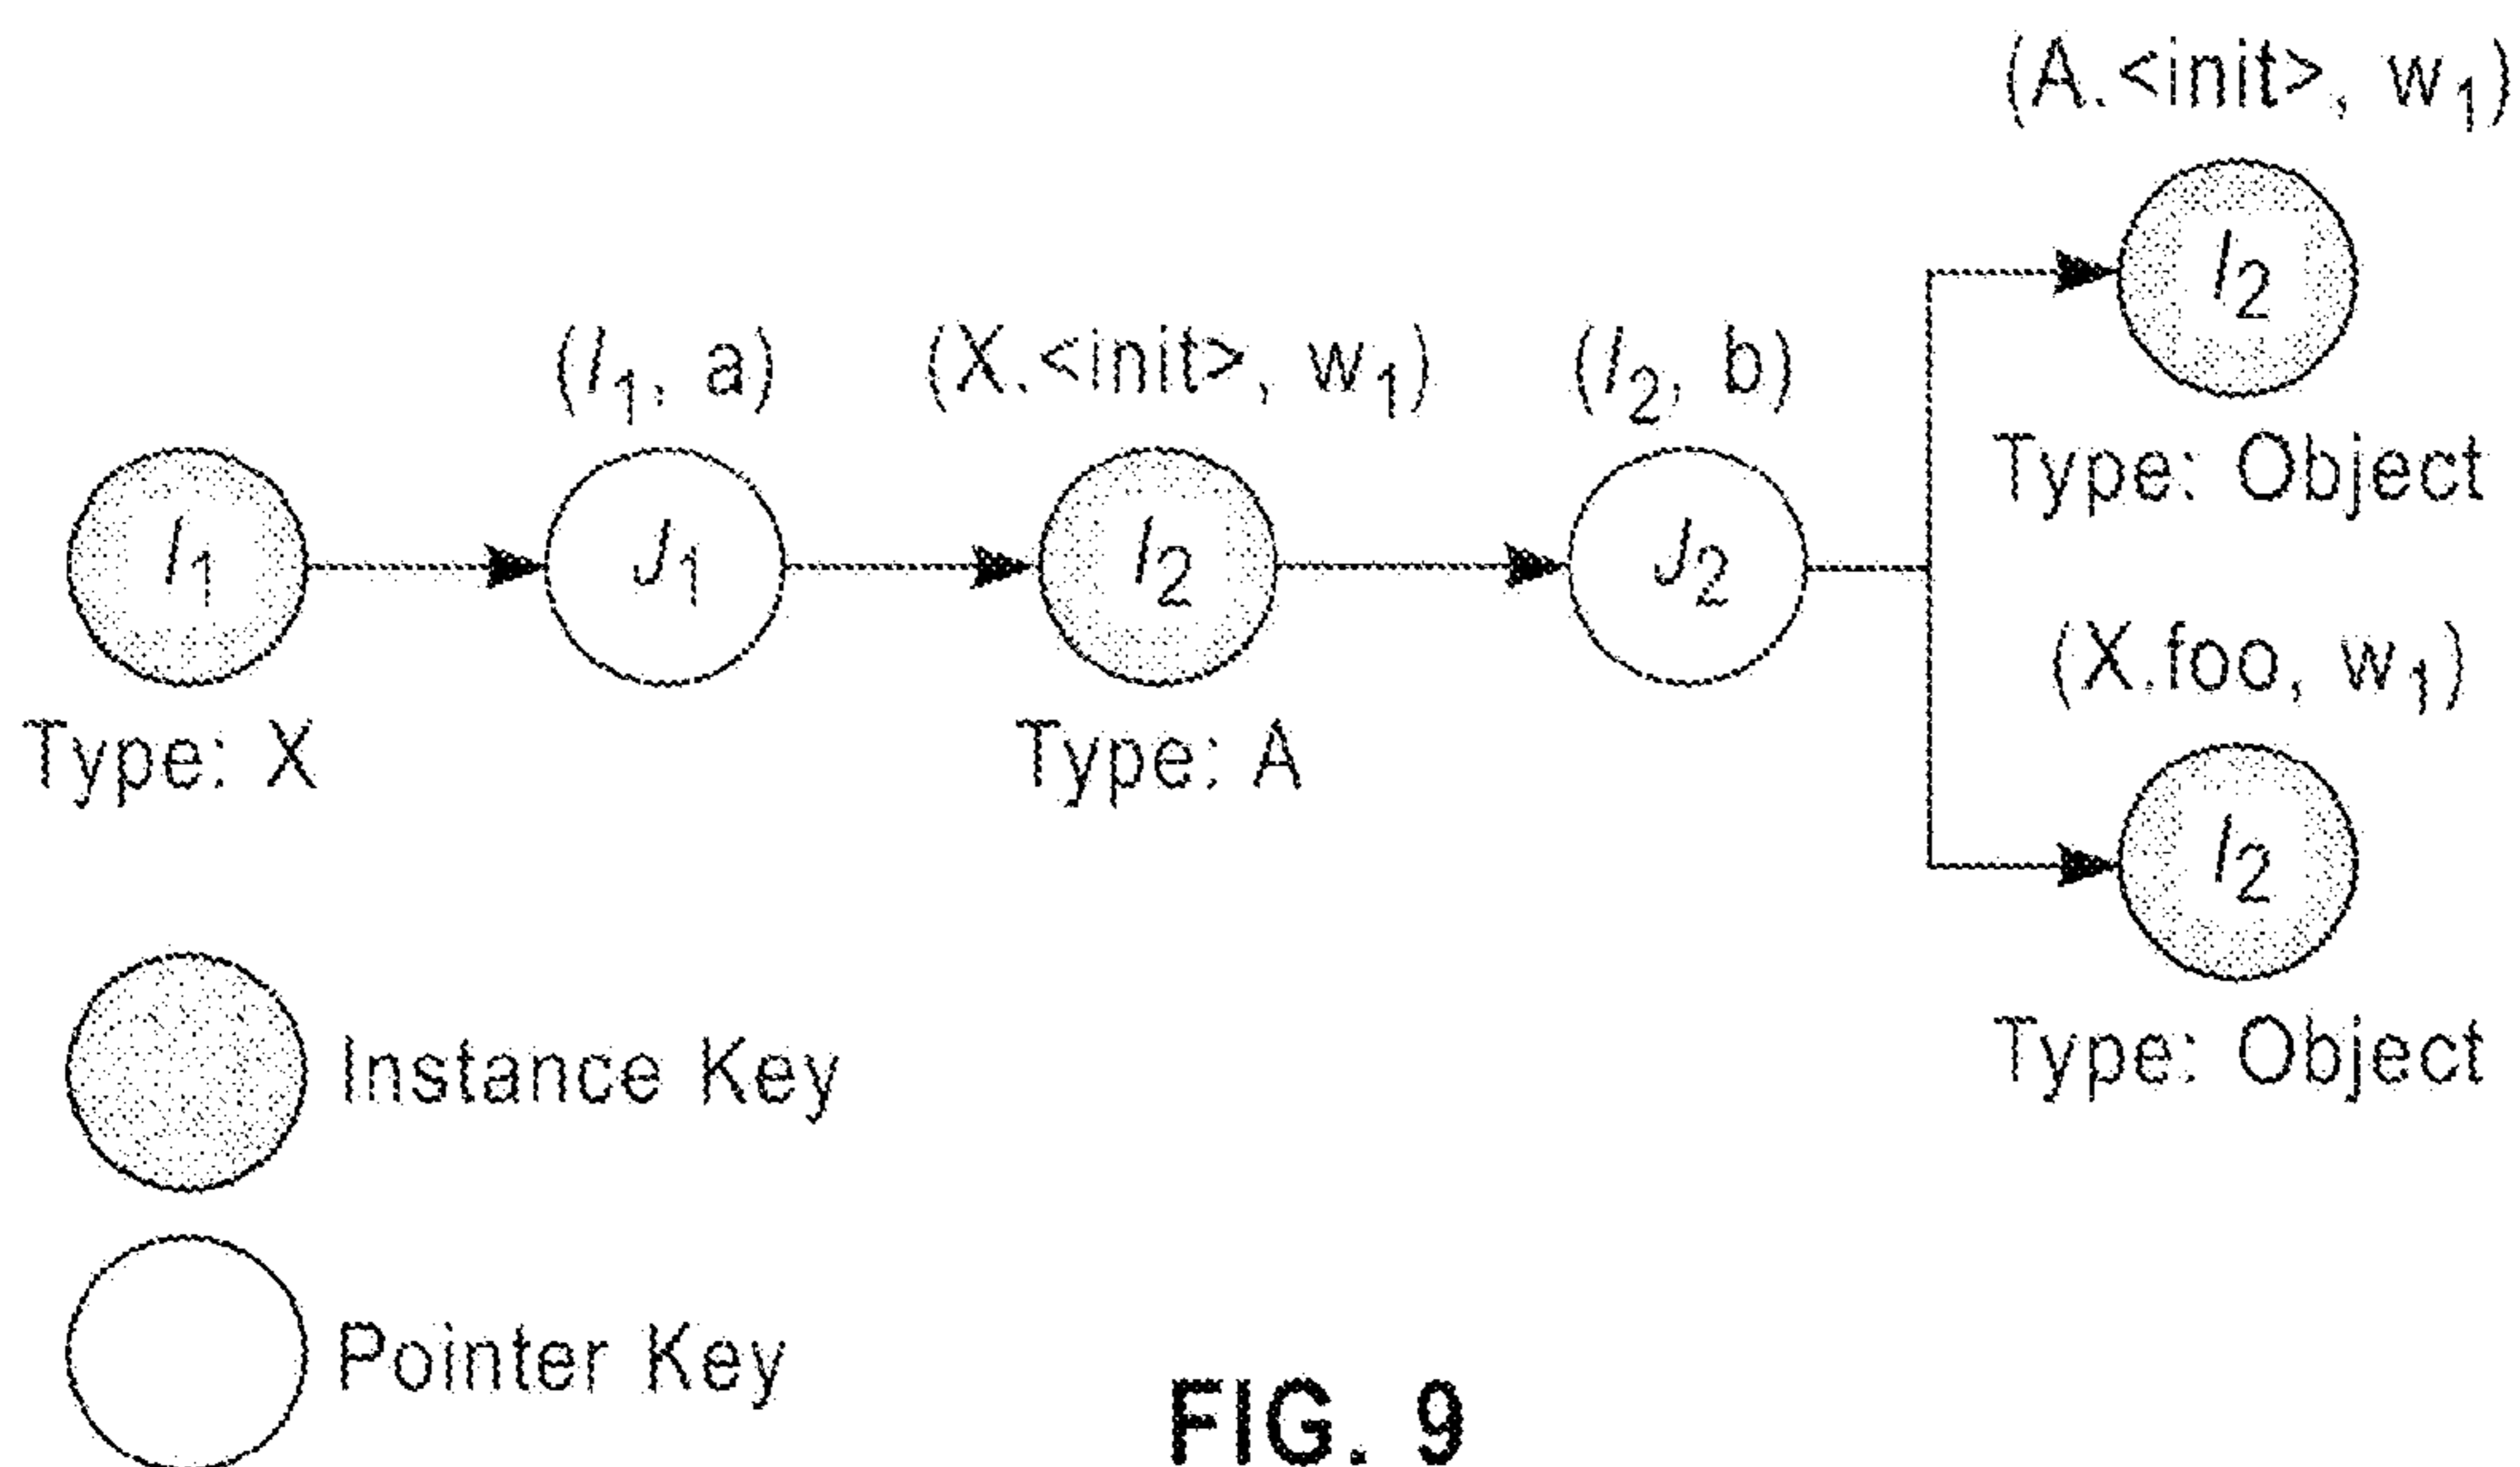 (A.<init>, w₁)
I₂
Type: Object
(I₁, a)
(X.<init>, w₁)
(I₂, b)
I₁
J₁
I₂
J₂
Type: X
Type: A
(X.foo, w₁)
I₂
Type: Object
Instance Key
Pointer Key
FIG. 9